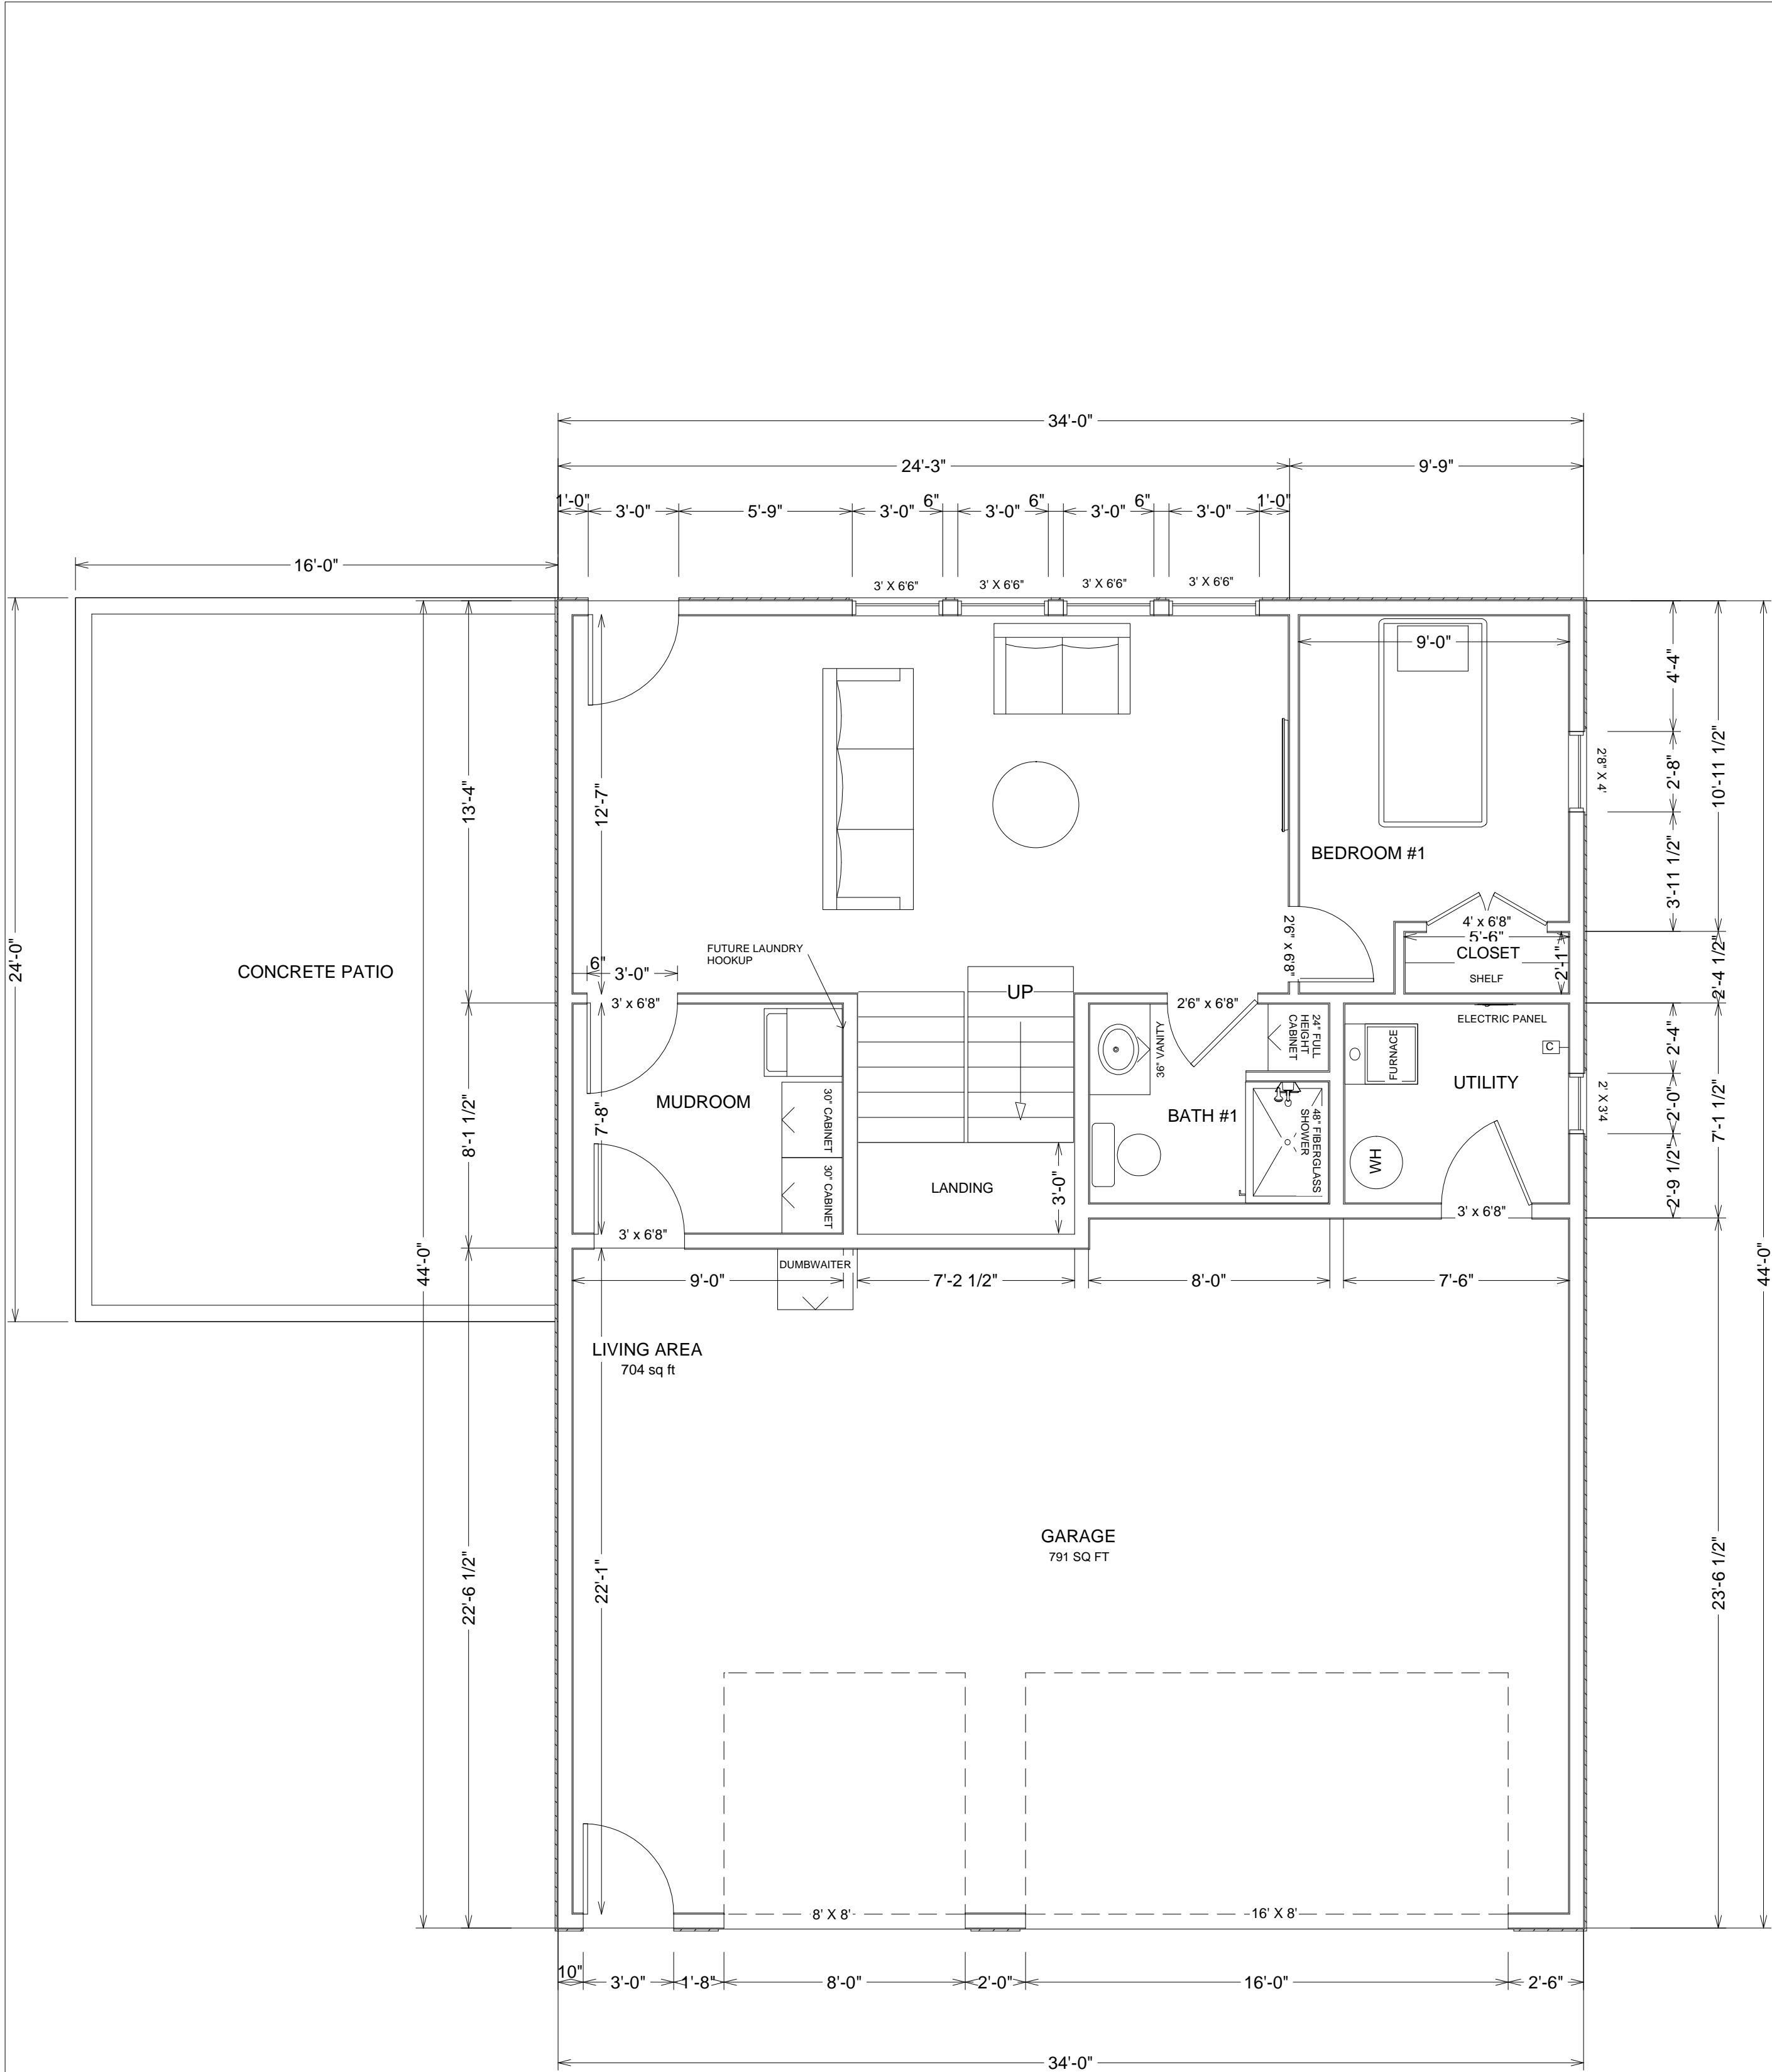 34'-0"
24'-3"
9'-9"
1'-0"
3'-0"
5'-9"
3'-0"
6"
3'-0"
6"
3'-0"
6"
3'-0"
1'-0"
16'-0"
3' X 6'6"
3' X 6'6"
3' X 6'6"
3' X 6'6"
9'-0"
4'-4"
2'-8"
2'8" X 4'
10'-11 1/2"
13'-4"
12'-7"
BEDROOM #1
3'-11 1/2"
4' x 6'8"
5'-6"
CLOSET
SHELF
2'-1"
2'-4 1/2"
2'6" x 6'8"
24'-0"
CONCRETE PATIO
FUTURE LAUNDRY
HOOKUP
6"
3'-0"
UP
3' x 6'8"
2'6" x 6'8"
36" VANITY
24" FULL
HEIGHT
CABINET
ELECTRIC PANEL
C
FURNACE
UTILITY
2'-4"
2'-0"
2' X 3'4
7'-1 1/2"
2'-9 1/2"
MUDROOM
30" CABINET
30" CABINET
7'-8"
8'-1 1/2"
BATH #1
48" FIBERGLASS
SHOWER
WH
LANDING
3'-0"
3' x 6'8"
3' x 6'8"
44'-0"
44'-0"
DUMBWAITER
9'-0"
7'-2 1/2"
8'-0"
7'-6"
LIVING AREA
704 sq ft
GARAGE
791 SQ FT
22'-6 1/2"
22'-1"
23'-6 1/2"
8' X 8'
16' X 8'
10"
3'-0"
1'-8"
8'-0"
2'-0"
16'-0"
2'-6"
34'-0"